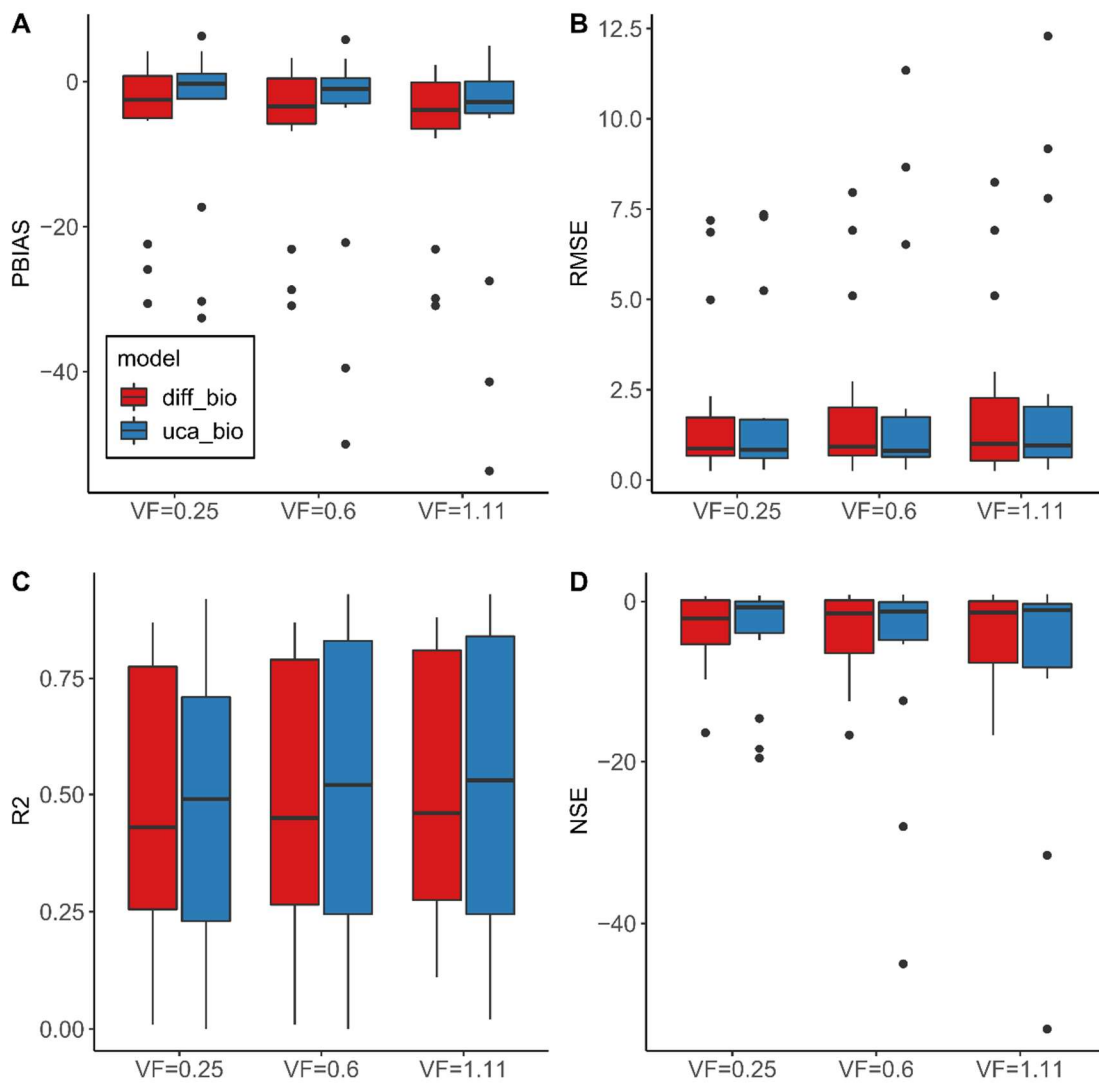 A
PBIAS
0
−20
−40
model
diff_bio
uca_bio
VF=0.25 VF=0.6 VF=1.11
B
RMSE
12.5
10.0
7.5
5.0
2.5
0.0
VF=0.25 VF=0.6 VF=1.11
C
R2
0.75
0.50
0.25
0.00
VF=0.25 VF=0.6 VF=1.11
D
NSE
0
−20
−40
VF=0.25 VF=0.6 VF=1.11